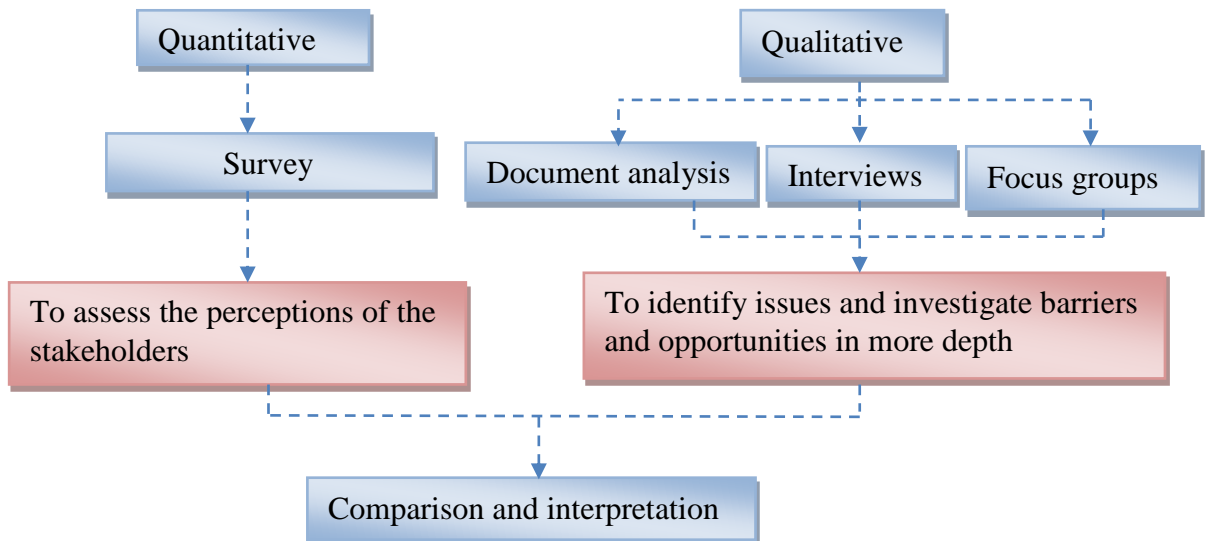 Quantitative
Qualitative
Survey
Document analysis
Interviews
Focus groups
To assess the perceptions of the
stakeholders
To identify issues and investigate barriers
and opportunities in more depth
Comparison and interpretation